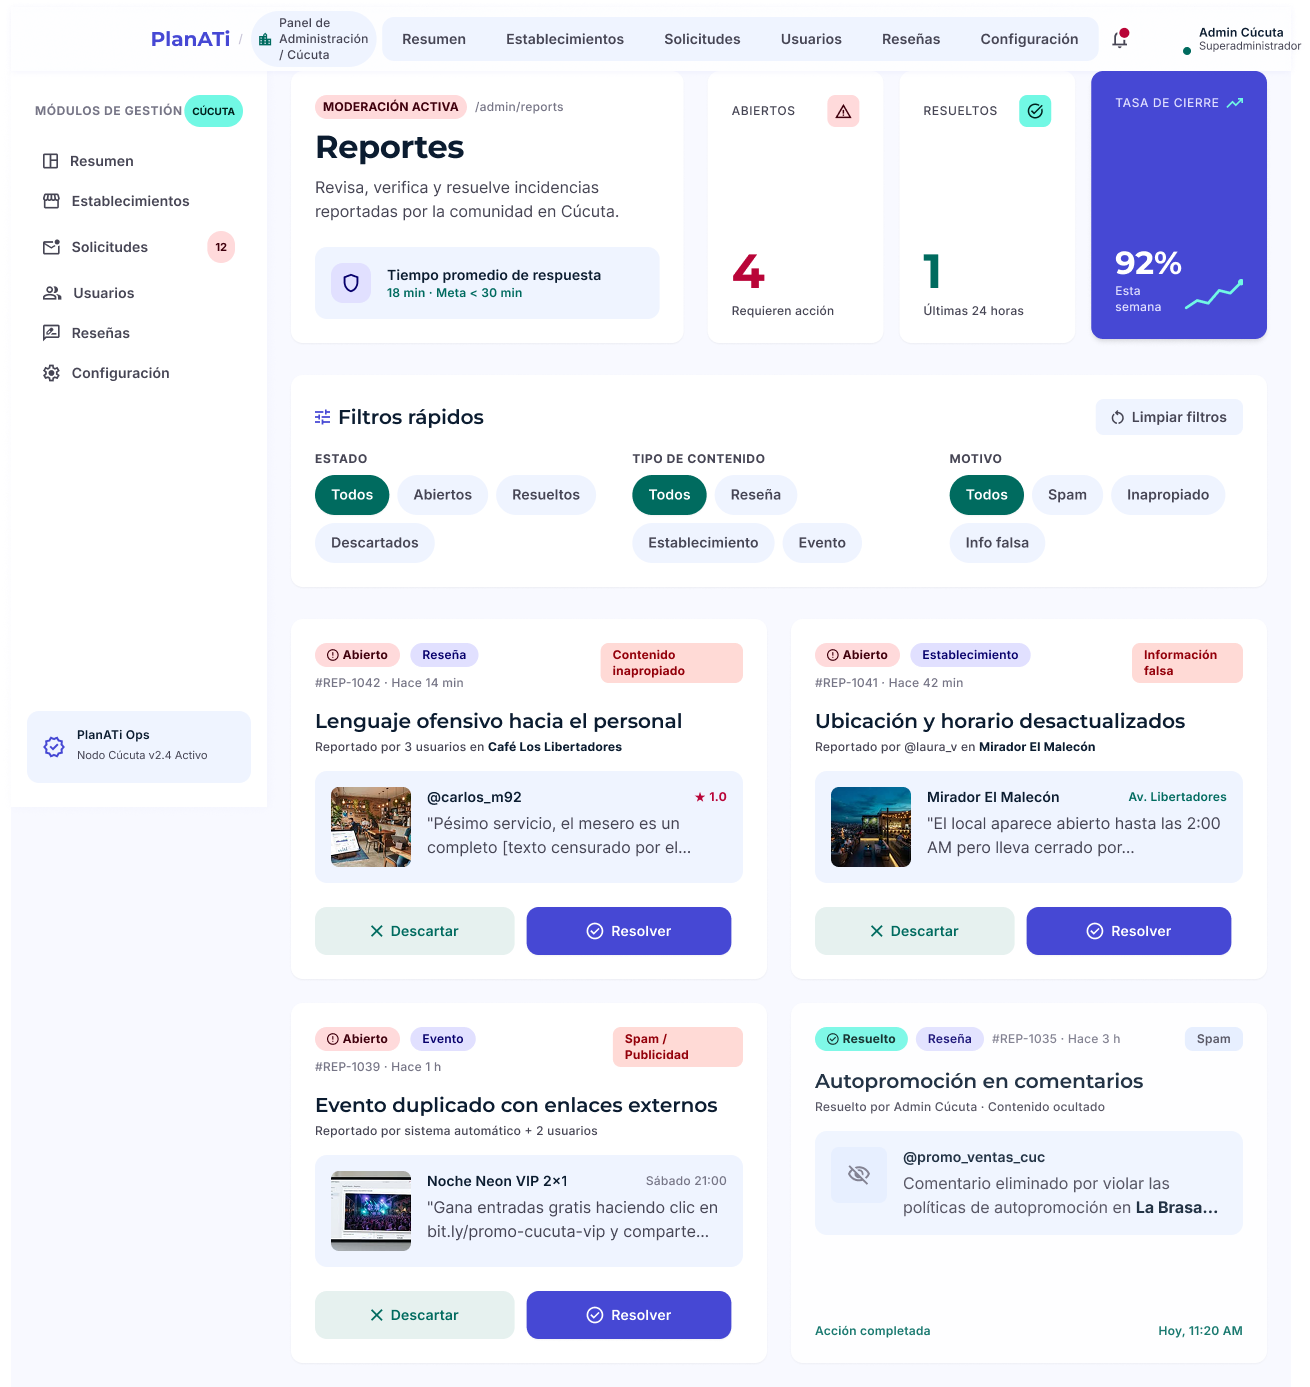 PlanATi
/
Panel de
Administración
/ Cúcuta
Resumen
Establecimientos
Solicitudes
Usuarios
Reseñas
Configuración
Admin Cúcuta
Superadministrador
MÓDULOS DE GESTIÓN
CÚCUTA
Resumen
Establecimientos
Solicitudes
12
Usuarios
Reseñas
Configuración
PlanATi Ops
Nodo Cúcuta v2.4 Activo
MODERACIÓN ACTIVA
/admin/reports
Reportes
Revisa, verifica y resuelve incidencias
reportadas por la comunidad en Cúcuta.
Tiempo promedio de respuesta
18 min · Meta < 30 min
ABIERTOS
4
Requieren acción
RESUELTOS
1
Últimas 24 horas
TASA DE CIERRE
92%
Esta
semana
Filtros rápidos
Limpiar filtros
ESTADO
Todos
Abiertos
Resueltos
Descartados
TIPO DE CONTENIDO
Todos
Reseña
Establecimiento
Evento
MOTIVO
Todos
Spam
Inapropiado
Info falsa
Abierto
Reseña
#REP-1042 · Hace 14 min
Contenido
inapropiado
Lenguaje ofensivo hacia el personal
Reportado por 3 usuarios en Café Los Libertadores
@carlos_m92
★ 1.0
"Pésimo servicio, el mesero es un
completo [texto censurado por el...
Descartar
Resolver
Abierto
Establecimiento
#REP-1041 · Hace 42 min
Información
falsa
Ubicación y horario desactualizados
Reportado por @laura_v en Mirador El Malecón
Mirador El Malecón
Av. Libertadores
"El local aparece abierto hasta las 2:00
AM pero lleva cerrado por...
Descartar
Resolver
Abierto
Evento
#REP-1039 · Hace 1 h
Spam /
Publicidad
Evento duplicado con enlaces externos
Reportado por sistema automático + 2 usuarios
Noche Neon VIP 2x1
Sábado 21:00
"Gana entradas gratis haciendo clic en
bit.ly/promo-cucuta-vip y comparte...
Descartar
Resolver
Resuelto
Reseña
#REP-1035 · Hace 3 h
Spam
Autopromoción en comentarios
Resuelto por Admin Cúcuta · Contenido ocultado
@promo_ventas_cuc
Comentario eliminado por violar las
políticas de autopromoción en La Brasa...
Acción completada
Hoy, 11:20 AM